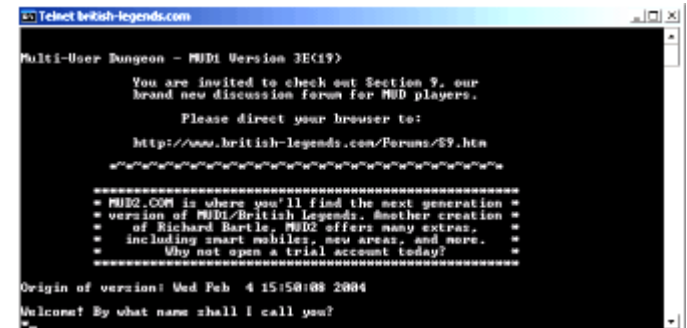 Telnet british-legends.com
Multi-User Dungeon - MUD1 Version 3E(19)
You are invited to check out Section 9, our
brand new discussion forum for MUD players.
Please direct your browser to:
http://www.british-legends.com/Forums/S9.htm
*~*~*~*~*~*~*~*~*~*~*~*~*~*~*~*~*~*~*~*~*
*****************************************************
* MUD2.COM is where you'll find the next generation *
* version of MUD1/British Legends. Another creation *
* of Richard Bartle, MUD2 offers many extras, *
* including smart mobiles, new areas, and more. *
* Why not open a trial account today? *
*****************************************************
Origin of version: Wed Feb  4 15:50:08 2004
Welcome! By what name shall I call you?
*